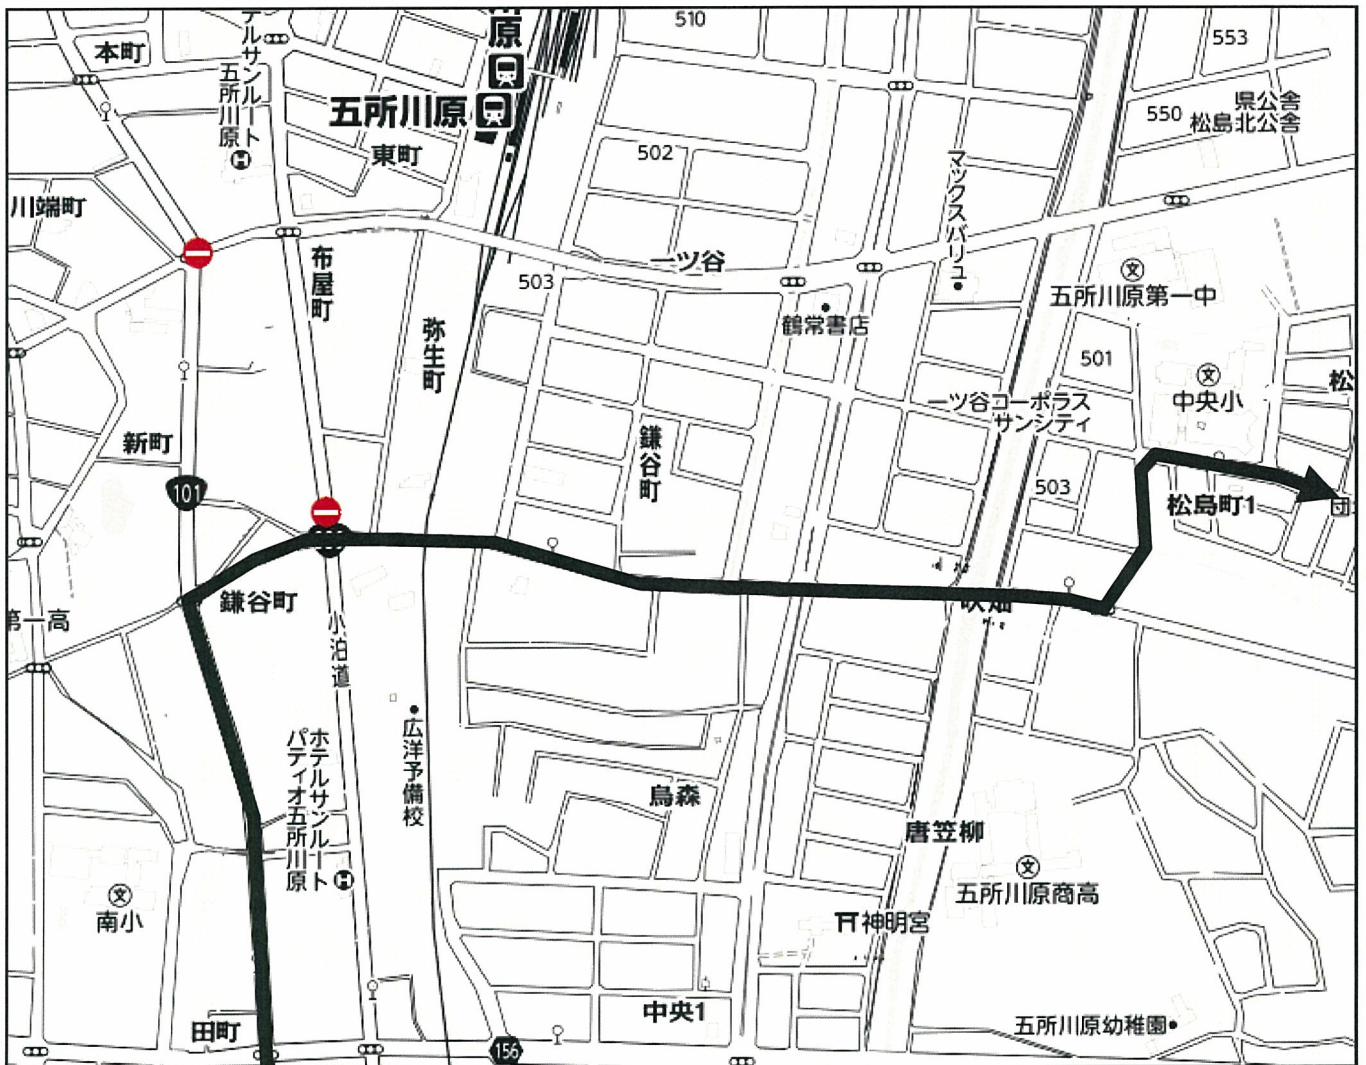 510
553
本町
テルサンルート
五所川原
川
原
五所川原
東町
502
550
県公舎
松島北公舎
マックスバリュ
川端町
布屋町
503
一ツ谷
鶴常書店
五所川原第一中
弥生町
501
中央小
松
一ツ谷コーポラス
サンシティ
鎌谷町
新町
101
503
松島町1
団
鎌谷町
第一高
小泊道
吹畑
ホテルサンルート
パティオ五所川原
広洋予備校
鳥森
唐笠柳
五所川原商高
南小
神明宮
中央1
田町
156
五所川原幼稚園